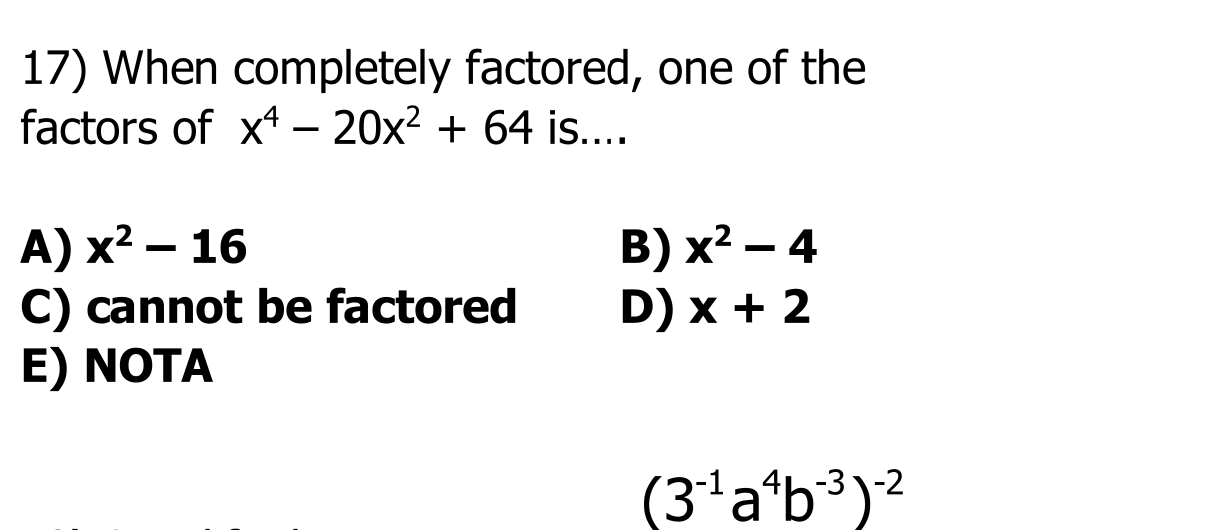 17) When completely factored, one of the
factors of x⁴ – 20x² + 64 is....
A) x² – 16 B) x² – 4
C) cannot be factored D) x + 2
E) NOTA
(3⁻¹a⁴b⁻³)⁻²